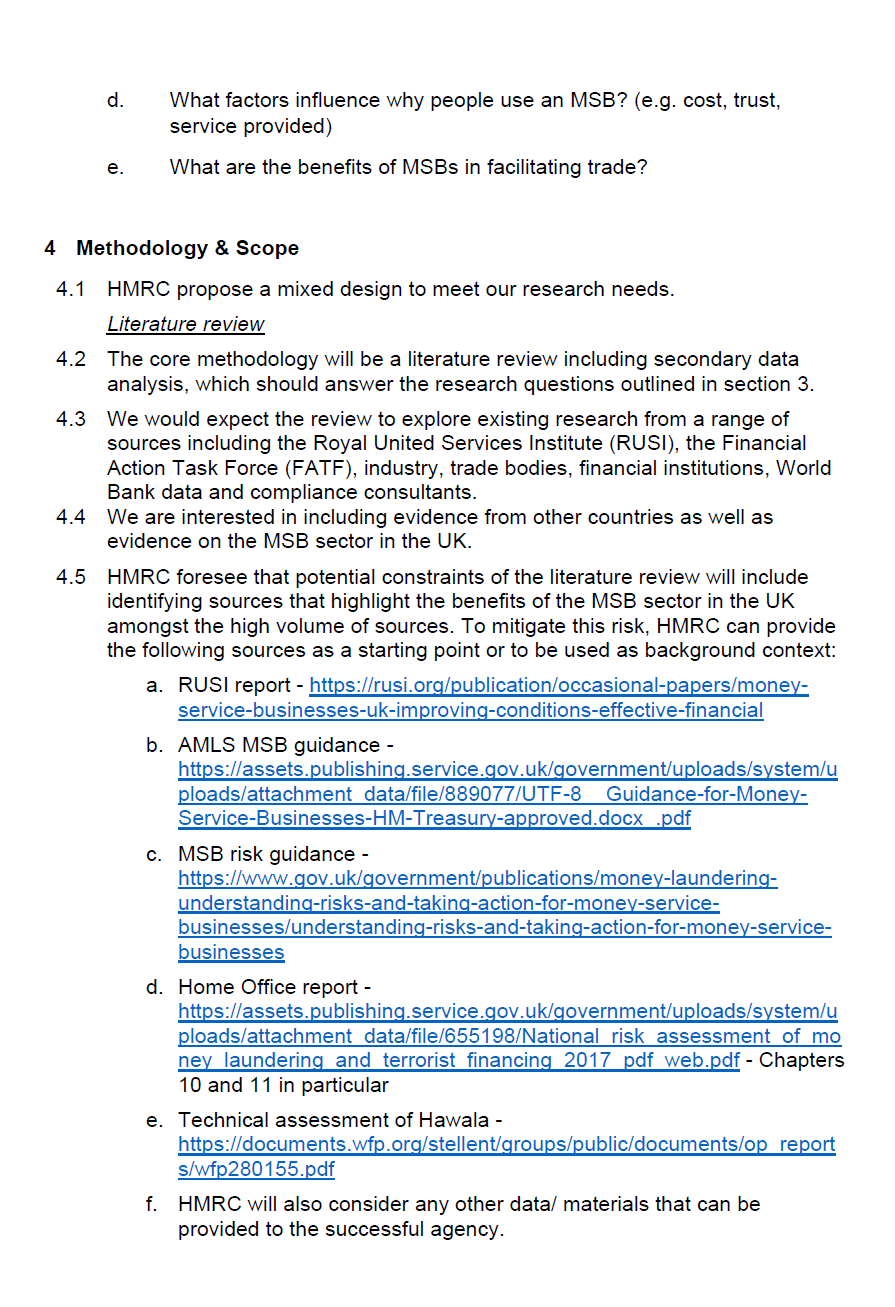 d. What factors influence why people use an MSB? (e.g. cost, trust,
service provided)
e. What are the benefits of MSBs in facilitating trade?
4 Methodology & Scope
4.1 HMRC propose a mixed design to meet our research needs.
Literature review
4.2 The core methodology will be a literature review including secondary data
analysis, which should answer the research questions outlined in section 3.
4.3 We would expect the review to explore existing research from a range of
sources including the Royal United Services Institute (RUSI), the Financial
Action Task Force (FATF), industry, trade bodies, financial institutions, World
Bank data and compliance consultants.
4.4 We are interested in including evidence from other countries as well as
evidence on the MSB sector in the UK.
4.5 HMRC foresee that potential constraints of the literature review will include
identifying sources that highlight the benefits of the MSB sector in the UK
amongst the high volume of sources. To mitigate this risk, HMRC can provide
the following sources as a starting point or to be used as background context:
a. RUSI report - https://rusi.org/publication/occasional-papers/money-
service-businesses-uk-improving-conditions-effective-financial
b. AMLS MSB guidance -
https://assets.publishing.service.gov.uk/government/uploads/system/u
ploads/attachment_data/file/889077/UTF-8__Guidance-for-Money-
Service-Businesses-HM-Treasury-approved.docx_.pdf
c. MSB risk guidance -
https://www.gov.uk/government/publications/money-laundering-
understanding-risks-and-taking-action-for-money-service-
businesses/understanding-risks-and-taking-action-for-money-service-
businesses
d. Home Office report -
https://assets.publishing.service.gov.uk/government/uploads/system/u
ploads/attachment_data/file/655198/National_risk_assessment_of_mo
ney_laundering_and_terrorist_financing_2017_pdf_web.pdf - Chapters
10 and 11 in particular
e. Technical assessment of Hawala -
https://documents.wfp.org/stellent/groups/public/documents/op_report
s/wfp280155.pdf
f. HMRC will also consider any other data/ materials that can be
provided to the successful agency.